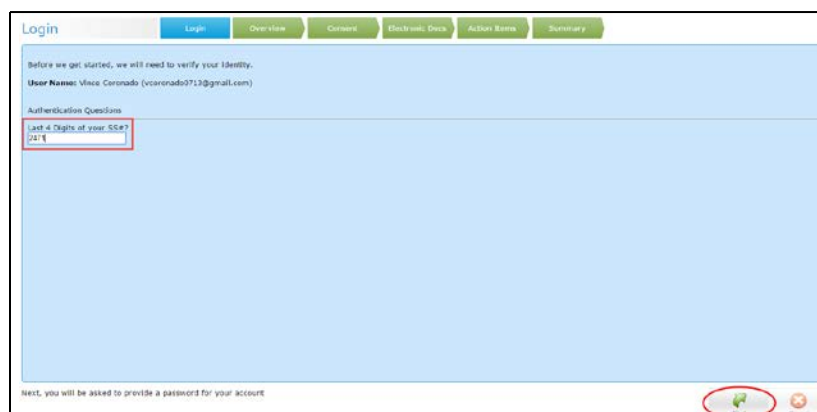 Login
Login
Overview
Consent
Electronic Docs
Action Items
Summary
Before we get started, we will need to verify your identity.
User Name: Vince Coronado (vcoronado0713@gmail.com)
Authentication Questions
Last 4 Digits of your SS#?
2471
Next, you will be asked to provide a password for your account